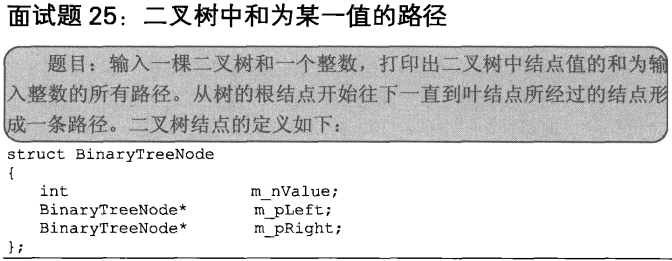 面试题 25：二叉树中和为某一值的路径
题目：输入一棵二叉树和一个整数，打印出二叉树中结点值的和为输
入整数的所有路径。从树的根结点开始往下一直到叶结点所经过的结点形
成一条路径。二叉树结点的定义如下：
struct BinaryTreeNode
{
    int                 m_nValue;
    BinaryTreeNode*     m_pLeft;
    BinaryTreeNode*     m_pRight;
};